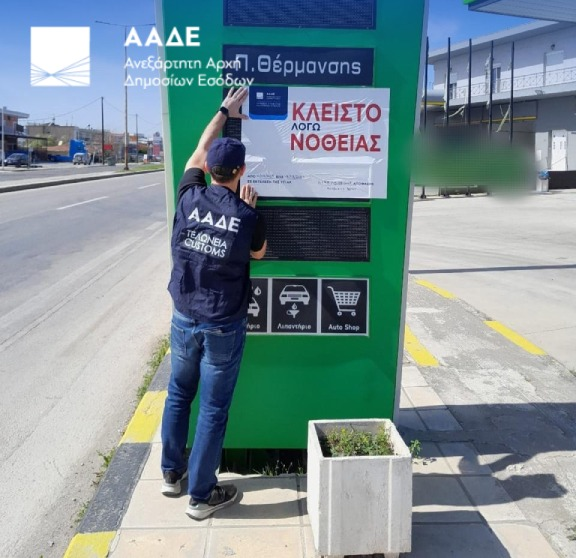 ΑΑΔΕ
Ανεξάρτητη Αρχή
Δημοσίων Εσόδων
Π. Θέρμανσης
ΚΛΕΙΣΤΟ
ΛΟΓΩ
ΝΟΘΕΙΑΣ
ΑΑΔΕ
ΤΕΛΩΝΕΙΑ
CUSTOMS
Λιπαντήριο
Auto Shop